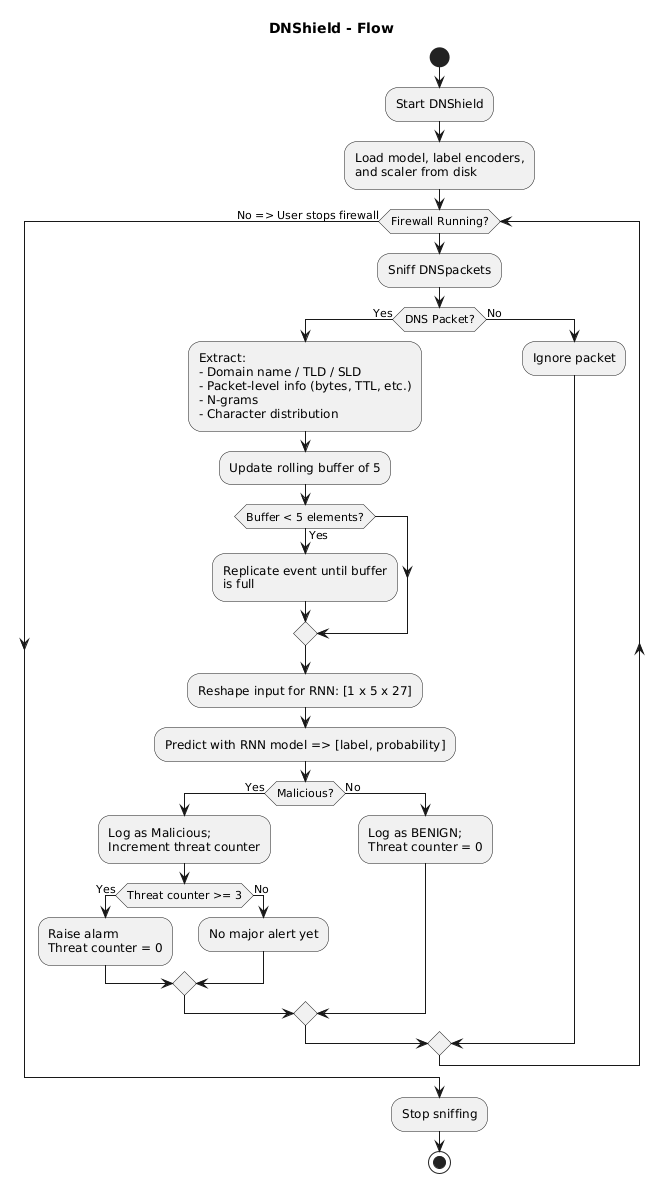 DNShield - Flow
Start DNShield
Load model, label encoders,
and scaler from disk
No => User stops firewall
Firewall Running?
Sniff DNSpackets
Yes
DNS Packet?
No
Extract:
- Domain name / TLD / SLD
- Packet-level info (bytes, TTL, etc.)
- N-grams
- Character distribution
Ignore packet
Update rolling buffer of 5
Buffer < 5 elements?
Yes
Replicate event until buffer
is full
Reshape input for RNN: [1 x 5 x 27]
Predict with RNN model => [label, probability]
Yes
Malicious?
No
Log as Malicious;
Increment threat counter
Log as BENIGN;
Threat counter = 0
Yes
Threat counter >= 3
No
Raise alarm
Threat counter = 0
No major alert yet
Stop sniffing